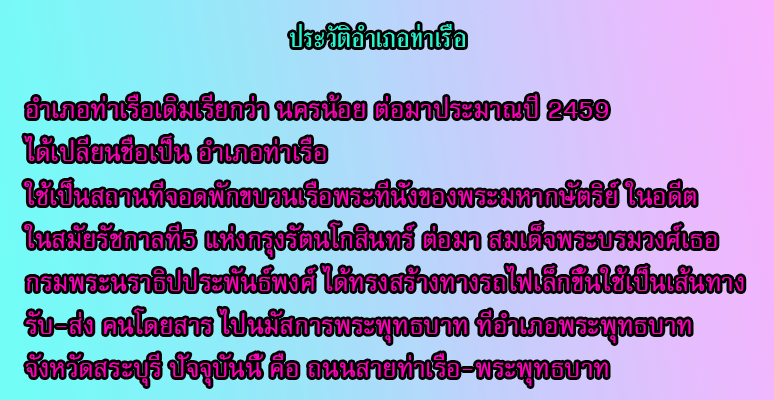 ประวัติอำเภอท่าเรือ
อำเภอท่าเรือเดิมเรียกว่า นครน้อย ต่อมาประมาณปี 2459
ได้เปลี่ยนชื่อเป็น อำเภอท่าเรือ
ใช้เป็นสถานที่จอดพักขบวนเรือพระที่นั่งของพระมหากษัตริย์ ในอดีต
ในสมัยรัชกาลที่5 แห่งกรุงรัตนโกสินทร์ ต่อมา สมเด็จพระบรมวงศ์เธอ
กรมพระนราธิปประพันธ์พงศ์ ได้ทรงสร้างทางรถไฟเล็กขึ้นใช้เป็นเส้นทาง
รับ-ส่ง คนโดยสาร ไปนมัสการพระพุทธบาท ที่อำเภอพระพุทธบาท
จังหวัดสระบุรี ปัจจุบันนี้ คือ ถนนสายท่าเรือ-พระพุทธบาท